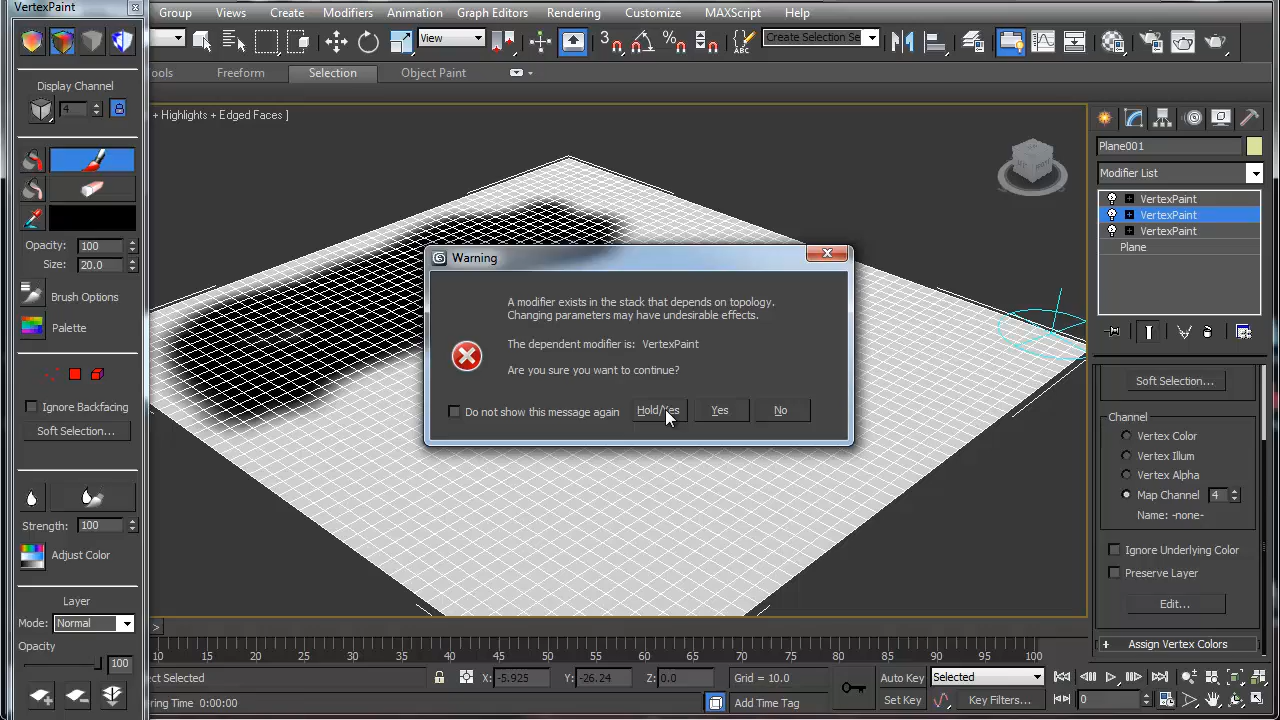 VertexPaint
Group Views Create Modifiers Animation Graph Editors Rendering Customize MAXScript Help
View
Create Selection Se
ools Freeform Selection Object Paint
Display Channel
4
Opacity: 100
Size: 20.0
Brush Options
Palette
Ignore Backfacing
Soft Selection...
Strength: 100
Adjust Color
Layer
Mode: Normal
Opacity
100
+ Highlights + Edged Faces ]
Warning
A modifier exists in the stack that depends on topology.
Changing parameters may have undesirable effects.
The dependent modifier is: VertexPaint
Are you sure you want to continue?
Do not show this message again
Hold/Yes Yes No
Plane001
Modifier List
VertexPaint
VertexPaint
VertexPaint
Plane
Soft Selection...
Channel
Vertex Color
Vertex Illum
Vertex Alpha
Map Channel 4
Name: -none-
Ignore Underlying Color
Preserve Layer
Edit...
+ Assign Vertex Colors
>
10 15 20 25 30 35 40 45 50 55 60 65 70 75 80 85 90 95 100
ect Selected X: -5.925 Y: -26.24 Z: 0.0 Grid = 10.0 Auto Key Selected
ering Time 0:00:00 Add Time Tag Set Key Key Filters... 0